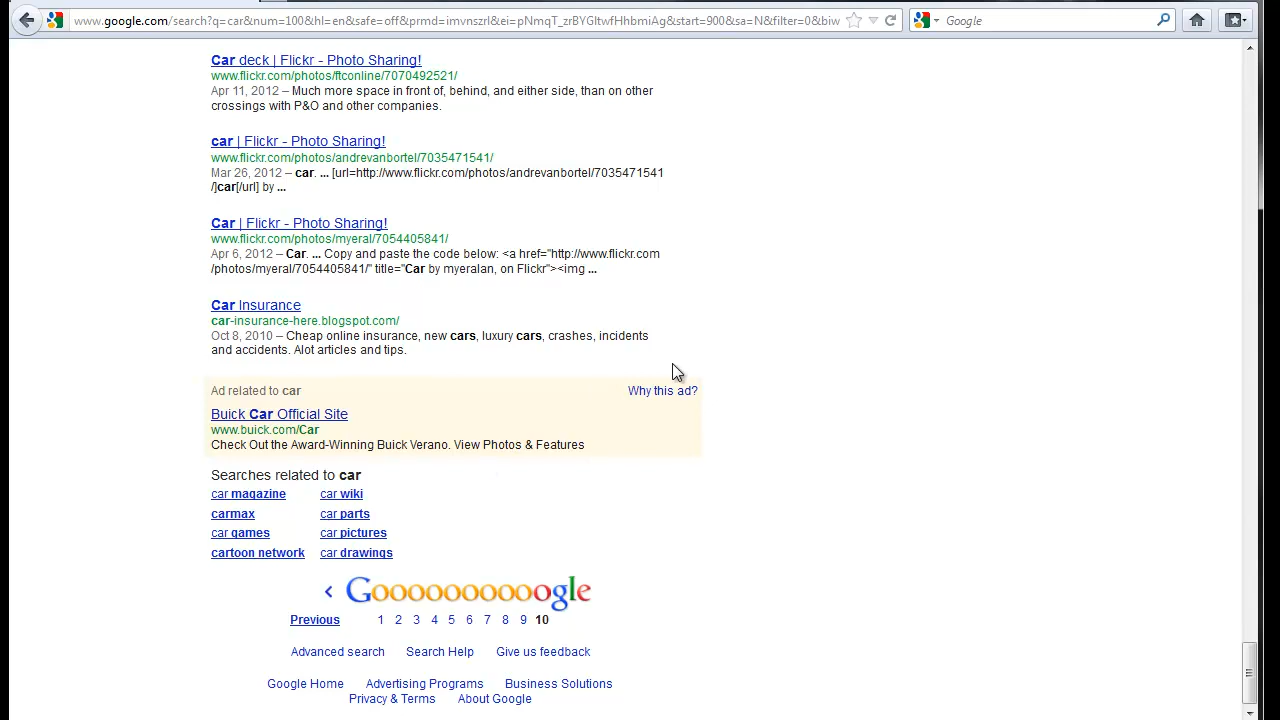 www.google.com/search?q=car&num=100&hl=en&safe=off&prmd=imvnszrl&ei=pNmqT_zrBYGltwfHhbmiAg&start=900&sa=N&filter=0&biw
Google
Car deck | Flickr - Photo Sharing!
www.flickr.com/photos/ftconline/7070492521/
Apr 11, 2012 – Much more space in front of, behind, and either side, than on other
crossings with P&O and other companies.
car | Flickr - Photo Sharing!
www.flickr.com/photos/andrevanbortel/7035471541/
Mar 26, 2012 – car. ... [url=http://www.flickr.com/photos/andrevanbortel/7035471541
/]car[/url] by ...
Car | Flickr - Photo Sharing!
www.flickr.com/photos/myeral/7054405841/
Apr 6, 2012 – Car. ... Copy and paste the code below: <a href="http://www.flickr.com
/photos/myeral/7054405841/" title="Car by myeralan, on Flickr"><img ...
Car Insurance
car-insurance-here.blogspot.com/
Oct 8, 2010 – Cheap online insurance, new cars, luxury cars, crashes, incidents
and accidents. Alot articles and tips.
Ad related to car Why this ad?
Buick Car Official Site
www.buick.com/Car
Check Out the Award-Winning Buick Verano. View Photos & Features
Searches related to car
car magazine car wiki
carmax car parts
car games car pictures
cartoon network car drawings
< Goooooooooogle
Previous 1 2 3 4 5 6 7 8 9 10
Advanced search Search Help Give us feedback
Google Home Advertising Programs Business Solutions
Privacy & Terms About Google